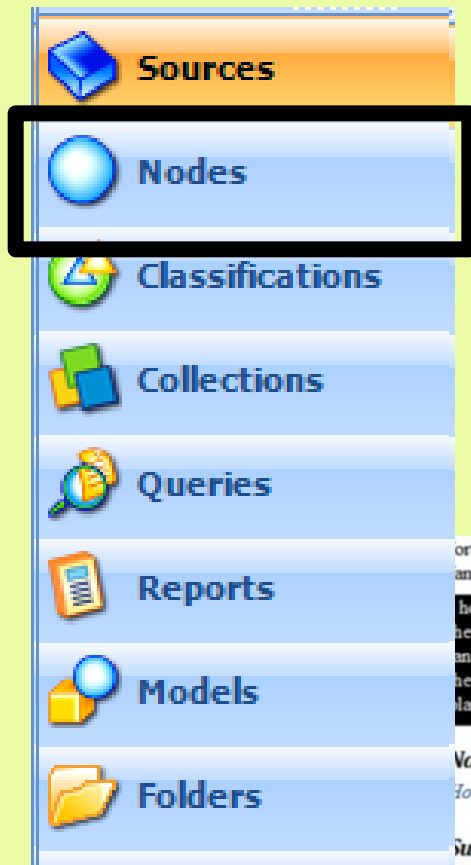 Sources
Nodes
Classifications
Collections
Queries
Reports
Models
Folders